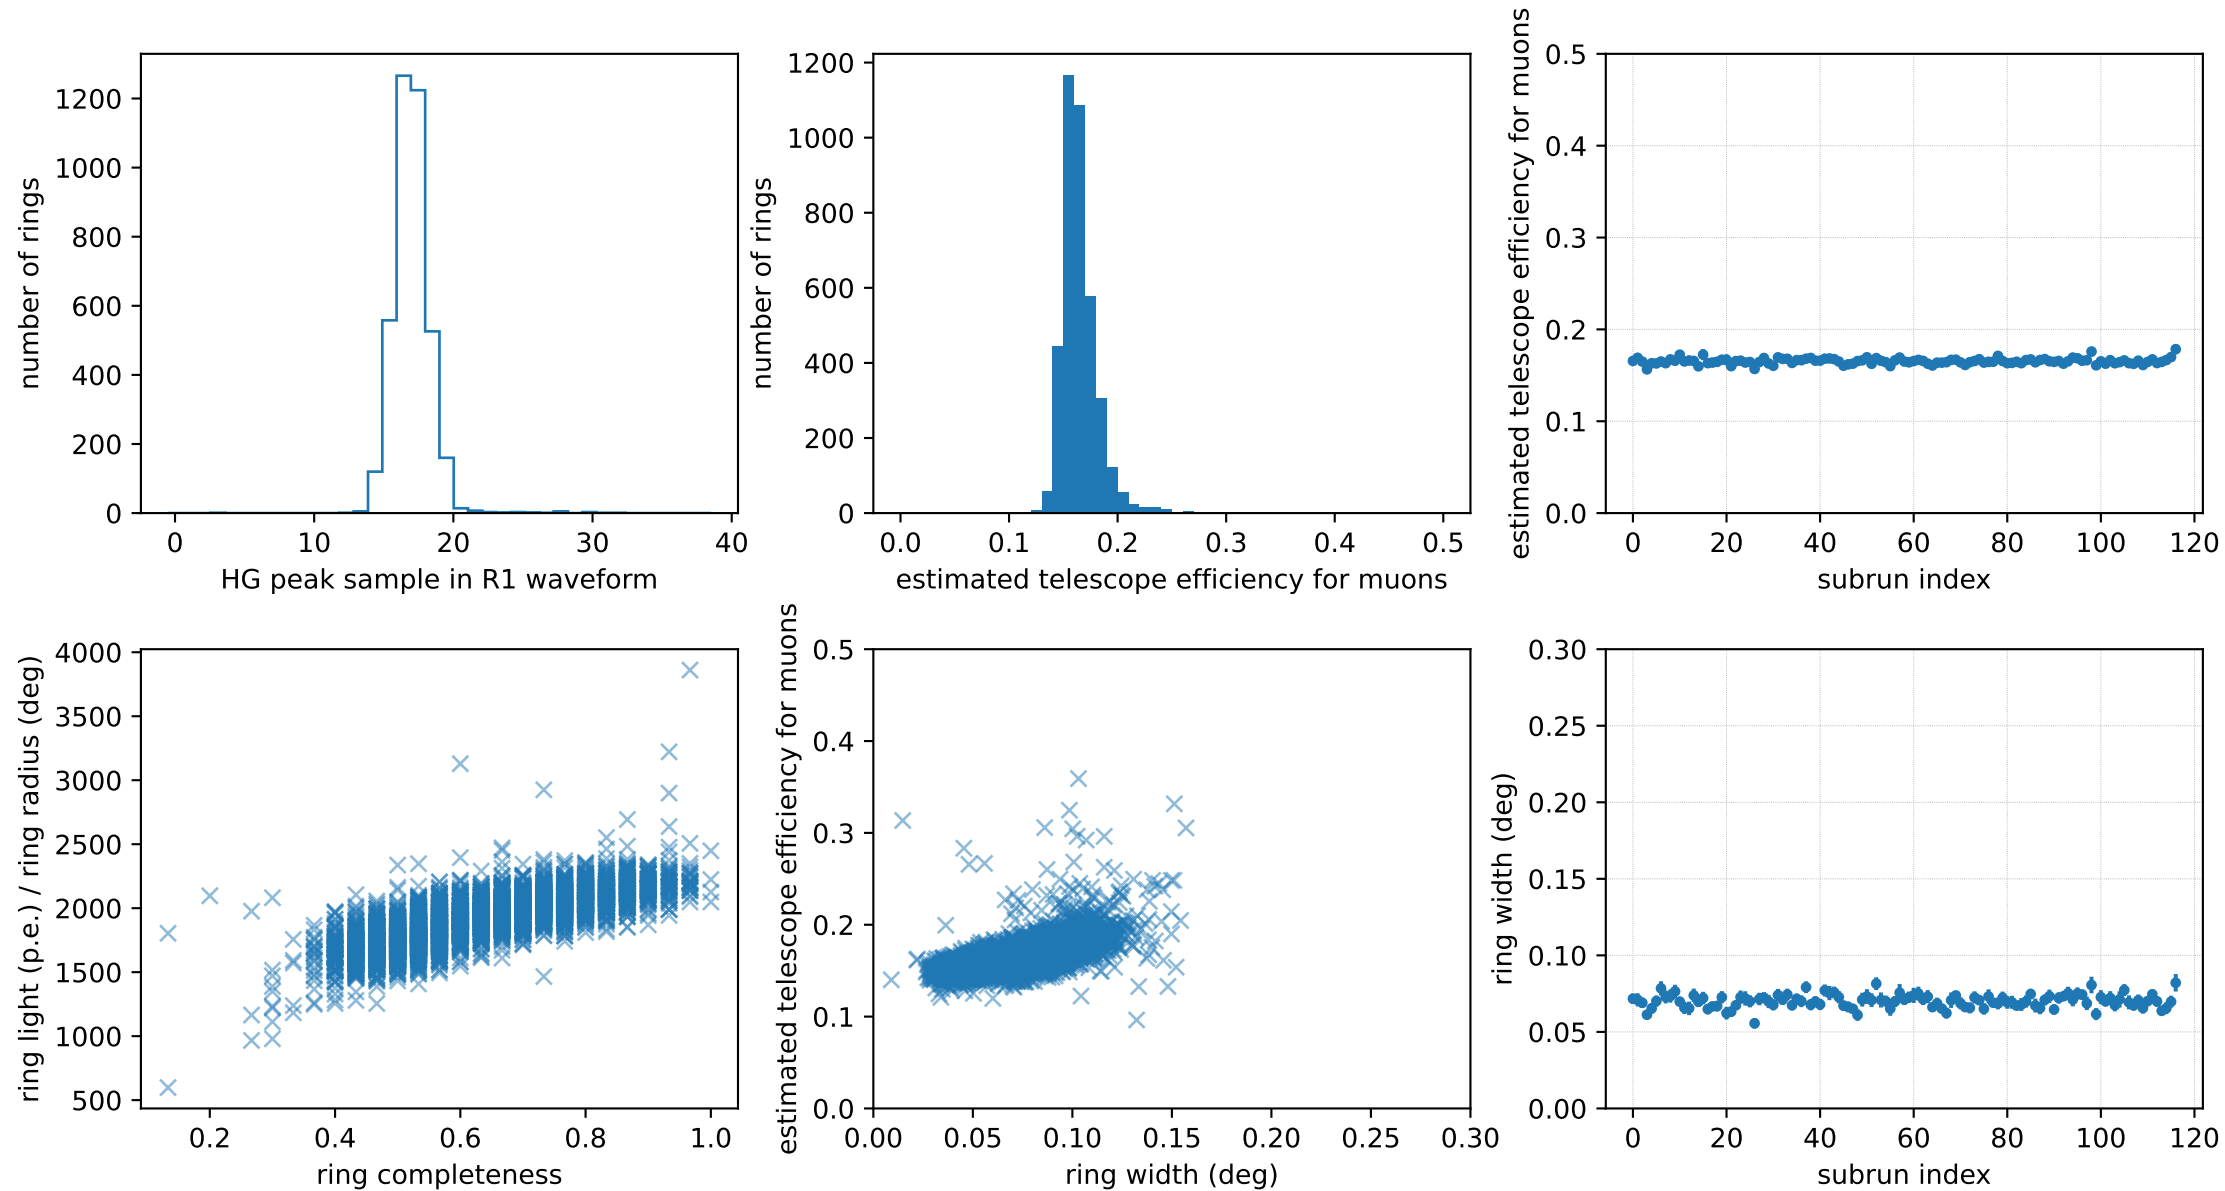 number of rings
1200
1000
800
600
400
200
0
0 10 20 30 40
HG peak sample in R1 waveform
number of rings
1200
1000
800
600
400
200
0
0.0 0.1 0.2 0.3 0.4 0.5
estimated telescope efficiency for muons
estimated telescope efficiency for muons
0.5
0.4
0.3
0.2
0.1
0.0
0 20 40 60 80 100 120
subrun index
ring light (p.e.) / ring radius (deg)
4000
3500
3000
2500
2000
1500
1000
500
0.2 0.4 0.6 0.8 1.0
ring completeness
estimated telescope efficiency for muons
0.5
0.4
0.3
0.2
0.1
0.0
0.00 0.05 0.10 0.15 0.20 0.25 0.30
ring width (deg)
ring width (deg)
0.30
0.25
0.20
0.15
0.10
0.05
0.00
0 20 40 60 80 100 120
subrun index